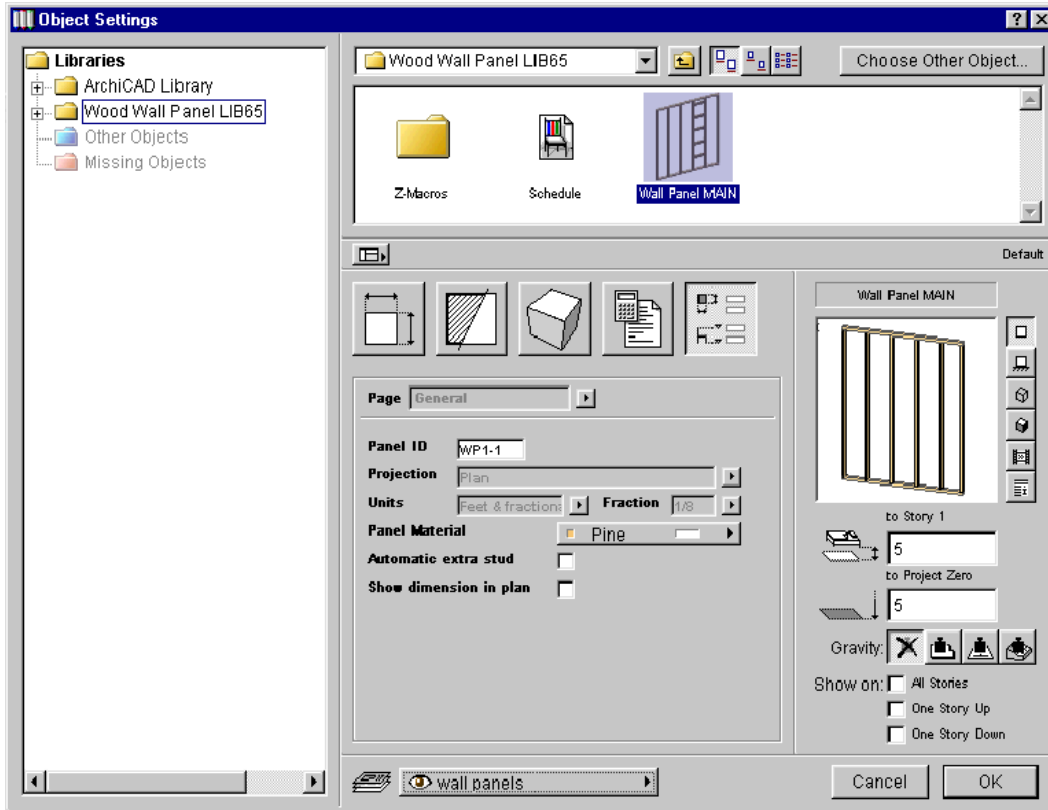 Object Settings
Libraries
ArchiCAD Library
Wood Wall Panel LIB65
Other Objects
Missing Objects
Wood Wall Panel LIB65
Choose Other Object...
Z-Macros
Schedule
Wall Panel MAIN
Default
Wall Panel MAIN
Page General
Panel ID WP1-1
Projection Plan
Units Feet & fraction: Fraction 1/8
Panel Material Pine
Automatic extra stud
Show dimension in plan
to Story 1
5
to Project Zero
5
Gravity:
Show on: All Stories
One Story Up
One Story Down
wall panels
Cancel OK